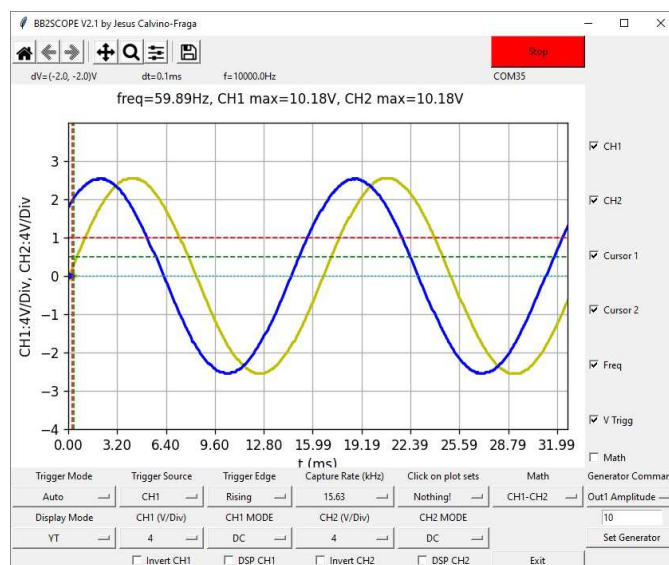 BB2SCOPE V2.1 by Jesus Calvino-Fraga
Stop
dV=(-2.0, -2.0)V dt=0.1ms f=10000.0Hz COM35
freq=59.89Hz, CH1 max=10.18V, CH2 max=10.18V
CH1:4V/Div, CH2:4V/Div
3
2
1
0
−1
−2
−3
−4
0.00 3.20 6.40 9.60 12.80 15.99 19.19 22.39 25.59 28.79 31.99
t (ms)
CH1
CH2
Cursor 1
Cursor 2
Freq
V Trigg
Math
Trigger Mode Trigger Source Trigger Edge Capture Rate (kHz) Click on plot sets Math Generator Comman
Auto CH1 Rising 15.63 Nothing! CH1-CH2 Out1 Amplitude
Display Mode CH1 (V/Div) CH1 MODE CH2 (V/Div) CH2 MODE 10
YT 4 DC 4 DC Set Generator
Invert CH1 DSP CH1 Invert CH2 DSP CH2 Exit